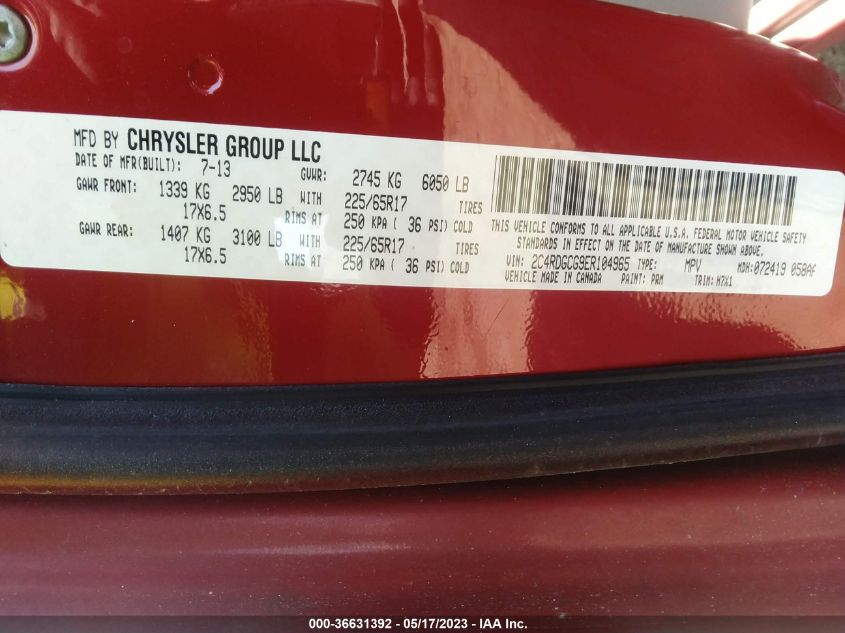 MFD BY CHRYSLER GROUP LLC
DATE OF MFR(BUILT): 7-13
GVWR: 2745 KG 6050 LB
GAWR FRONT: 1339 KG 2950 LB WITH 225/65R17 TIRES
17X6.5 RIMS AT 250 KPA ( 36 PSI) COLD
GAWR REAR: 1407 KG 3100 LB WITH 225/65R17 TIRES
17X6.5 RIMS AT 250 KPA ( 36 PSI) COLD
THIS VEHICLE CONFORMS TO ALL APPLICABLE U.S.A. FEDERAL MOTOR VEHICLE SAFETY
STANDARDS IN EFFECT ON THE DATE OF MANUFACTURE SHOWN ABOVE.
VIN: 2C4RDGCG9ER104965 TYPE: MPV MDH:072419 058AF
VEHICLE MADE IN CANADA PAINT: PRM TRIM: H7X1
000-36631392 - 05/17/2023 - IAA Inc.